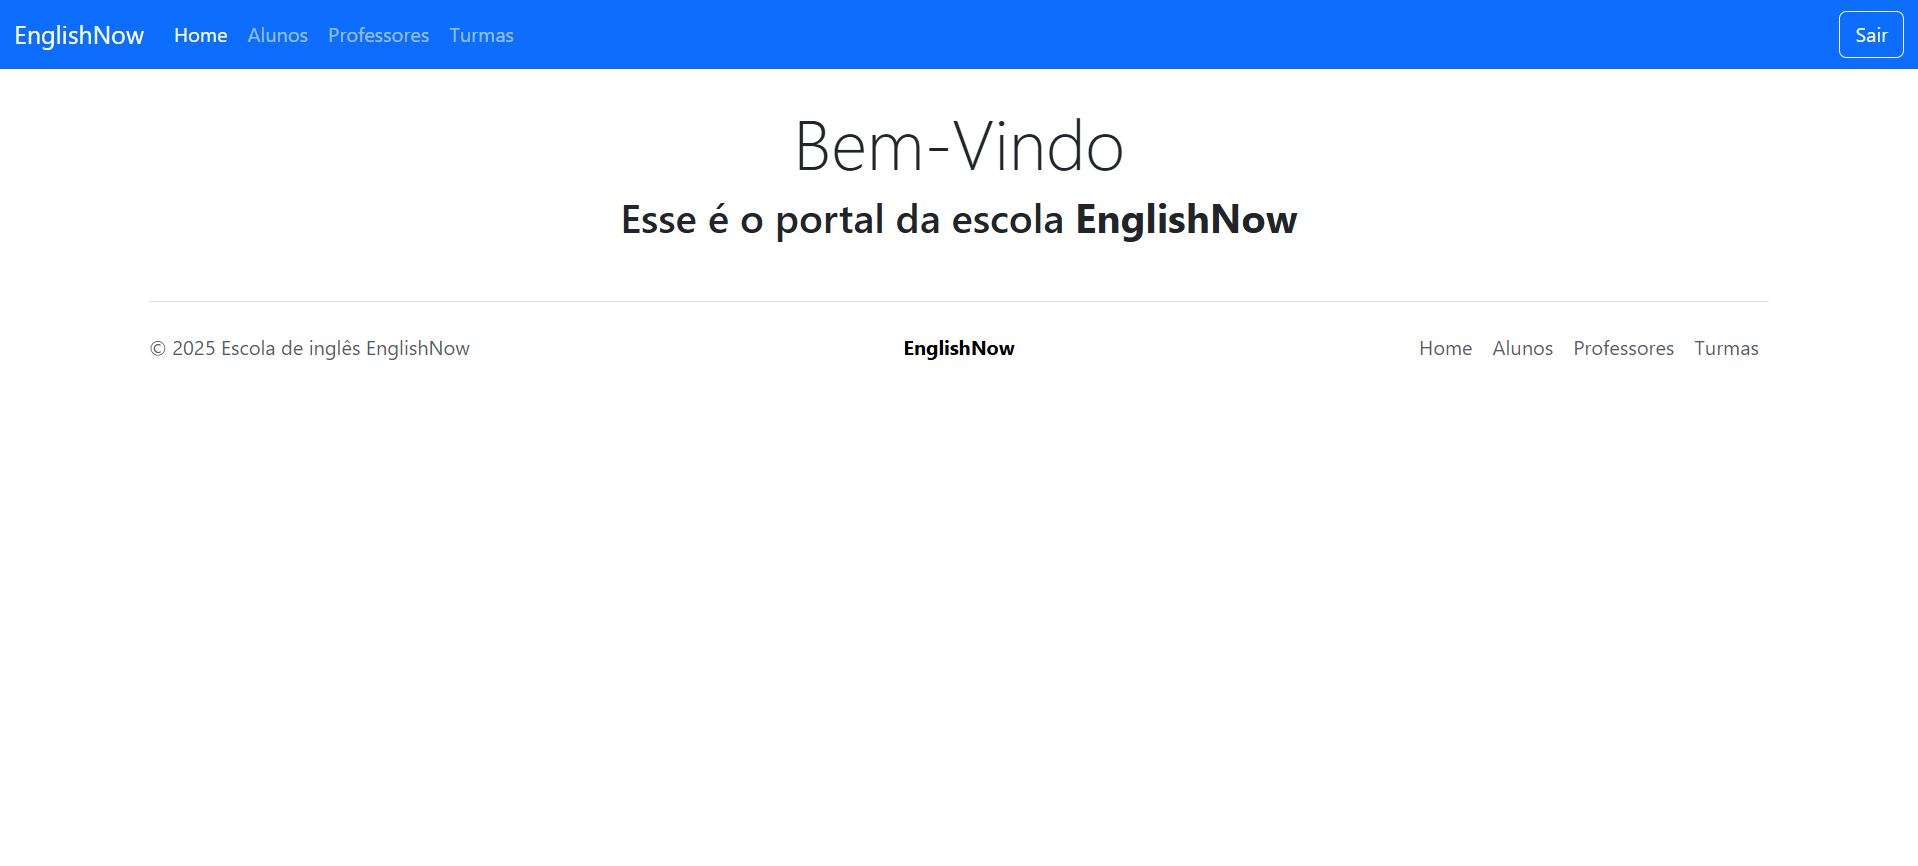 EnglishNow Home Alunos Professores Turmas Sair
Bem-Vindo
Esse é o portal da escola EnglishNow
© 2025 Escola de inglês EnglishNow EnglishNow Home Alunos Professores Turmas